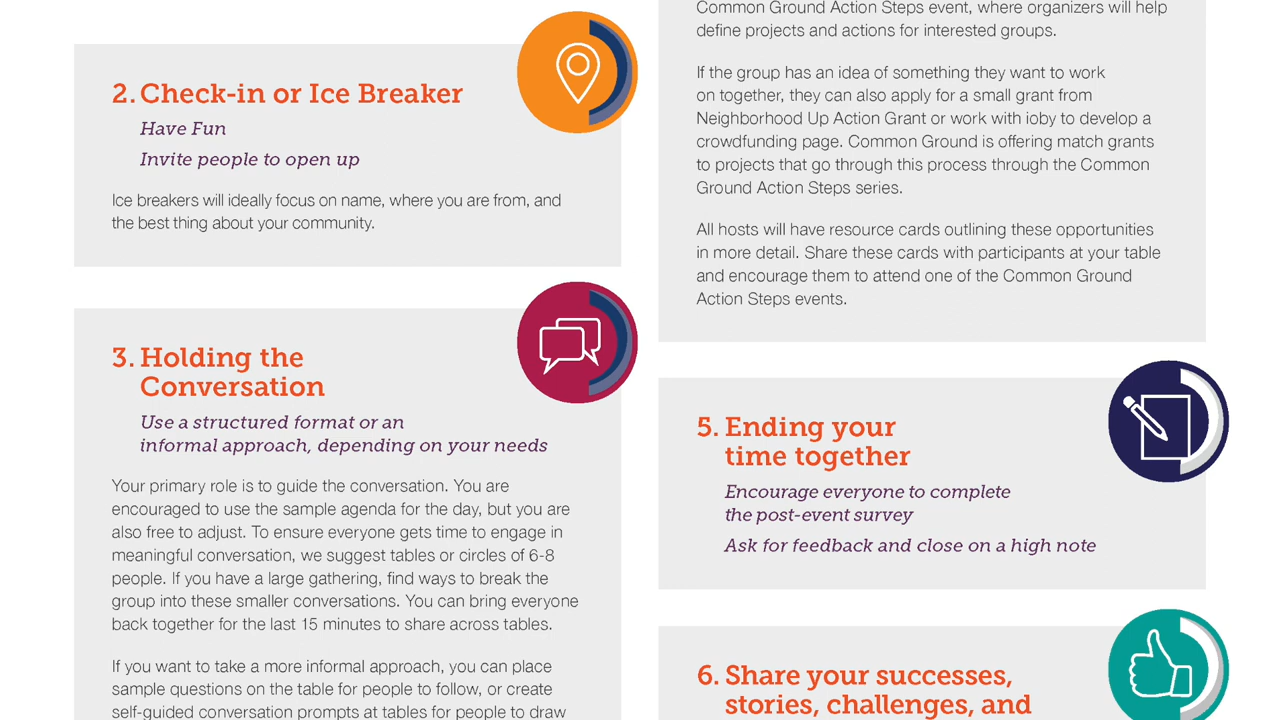 2. Check-in or Ice Breaker
Have Fun
Invite people to open up
Ice breakers will ideally focus on name, where you are from, and
the best thing about your community.
3. Holding the
Conversation
Use a structured format or an
informal approach, depending on your needs
Your primary role is to guide the conversation. You are
encouraged to use the sample agenda for the day, but you are
also free to adjust. To ensure everyone gets time to engage in
meaningful conversation, we suggest tables or circles of 6-8
people. If you have a large gathering, find ways to break the
group into these smaller conversations. You can bring everyone
back together for the last 15 minutes to share across tables.
If you want to take a more informal approach, you can place
sample questions on the table for people to follow, or create
self-guided conversation prompts at tables for people to draw
Common Ground Action Steps event, where organizers will help
define projects and actions for interested groups.
If the group has an idea of something they want to work
on together, they can also apply for a small grant from
Neighborhood Up Action Grant or work with ioby to develop a
crowdfunding page. Common Ground is offering match grants
to projects that go through this process through the Common
Ground Action Steps series.
All hosts will have resource cards outlining these opportunities
in more detail. Share these cards with participants at your table
and encourage them to attend one of the Common Ground
Action Steps events.
5. Ending your
time together
Encourage everyone to complete
the post-event survey
Ask for feedback and close on a high note
6. Share your successes,
stories, challenges, and